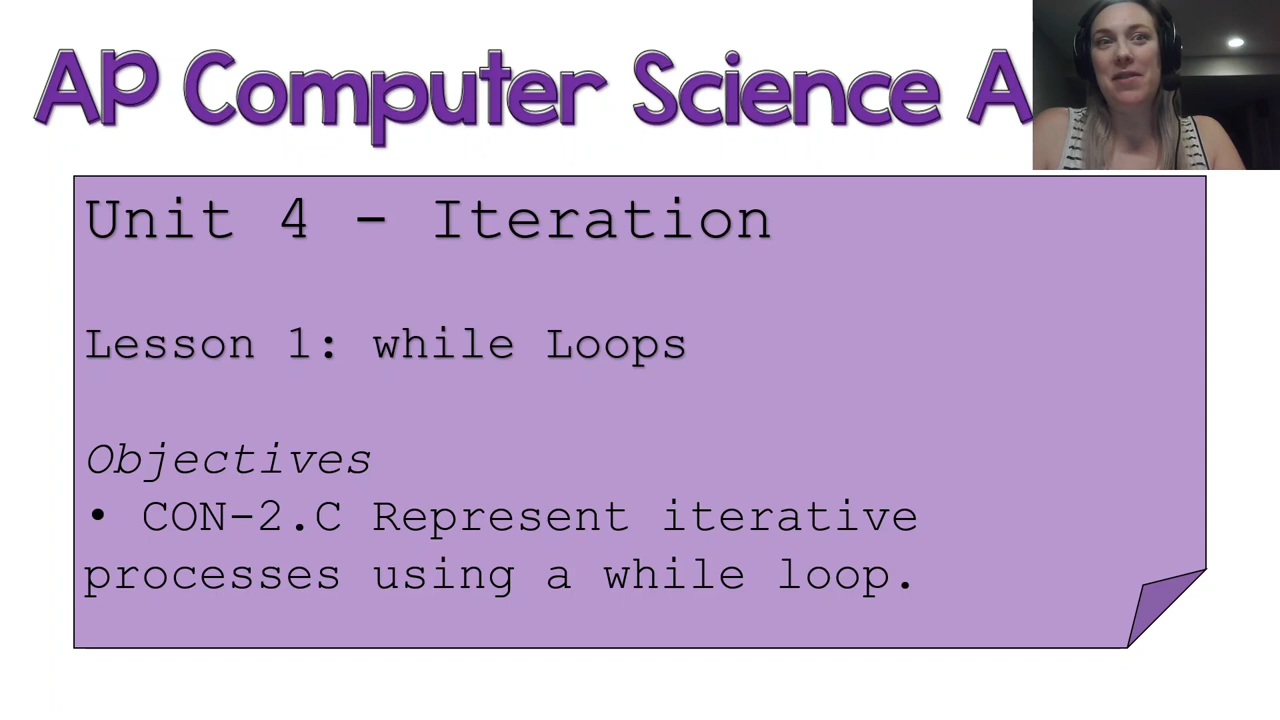 AP Computer Science A
Unit 4 - Iteration
Lesson 1: while Loops
Objectives
• CON-2.C Represent iterative
processes using a while loop.